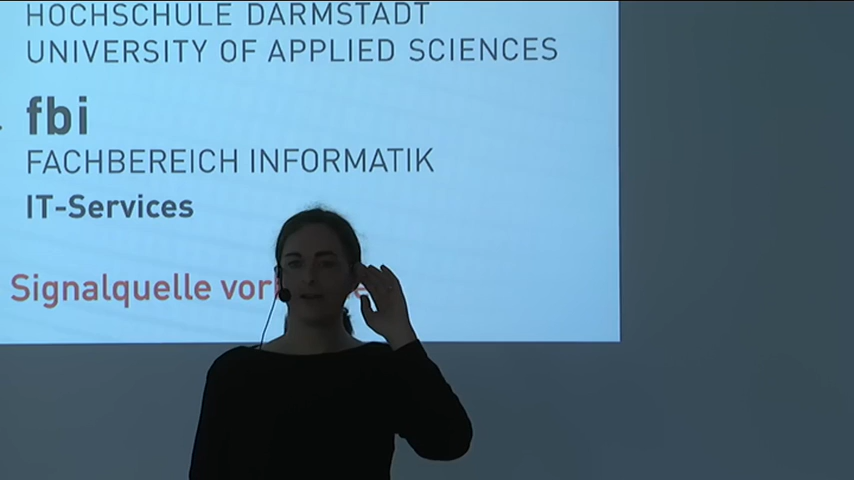 HOCHSCHULE DARMSTADT
UNIVERSITY OF APPLIED SCIENCES
fbi
FACHBEREICH INFORMATIK
IT-Services
Signalquelle